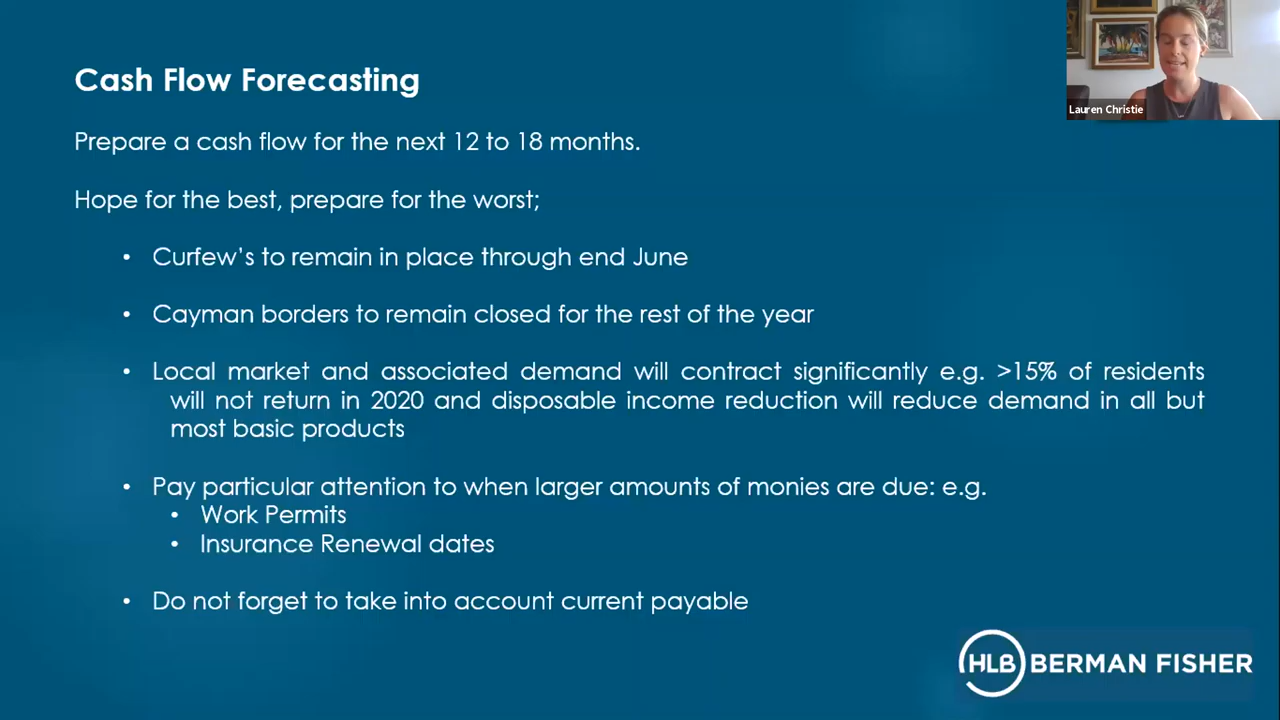 Cash Flow Forecasting
Lauren Christie
Prepare a cash flow for the next 12 to 18 months.
Hope for the best, prepare for the worst;
• Curfew's to remain in place through end June
• Cayman borders to remain closed for the rest of the year
• Local market and associated demand will contract significantly e.g. >15% of residents
will not return in 2020 and disposable income reduction will reduce demand in all but
most basic products
• Pay particular attention to when larger amounts of monies are due: e.g.
• Work Permits
• Insurance Renewal dates
• Do not forget to take into account current payable
HLB BERMAN FISHER